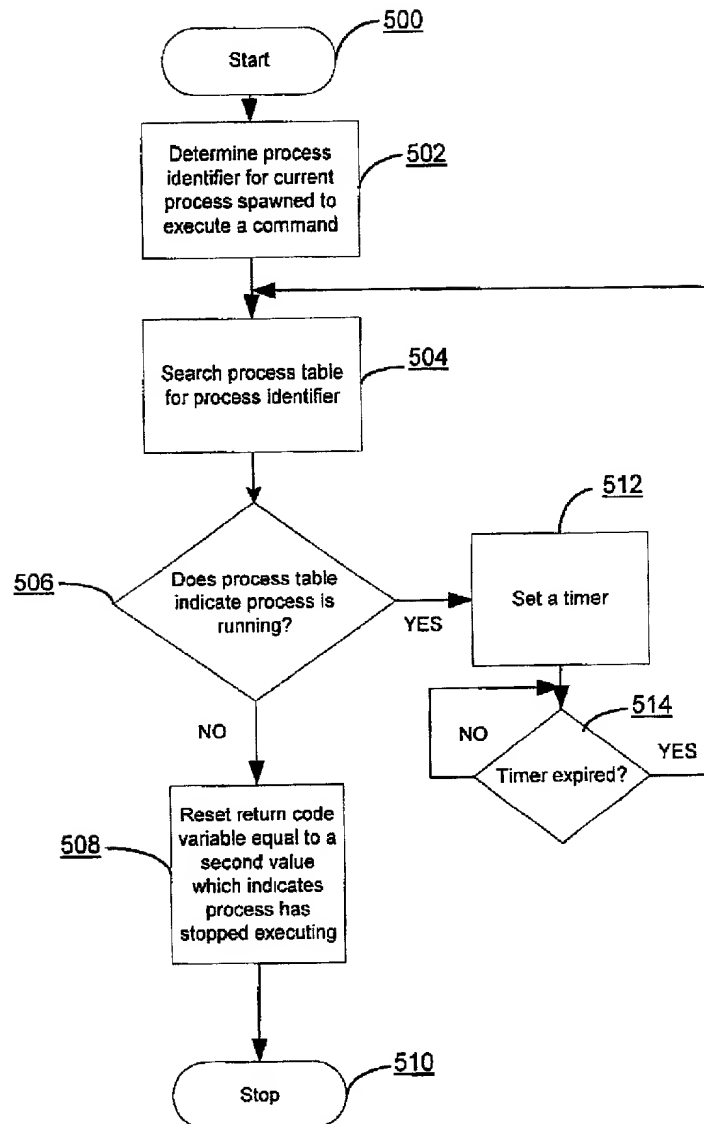 500
Start
502
Determine process
identifier for current
process spawned to
execute a command
504
Search process table
for process identifier
506
Does process table
indicate process is
running?
YES
512
Set a timer
514
NO
Timer expired?
YES
NO
508
Reset return code
variable equal to a
second value
which indicates
process has
stopped executing
510
Stop